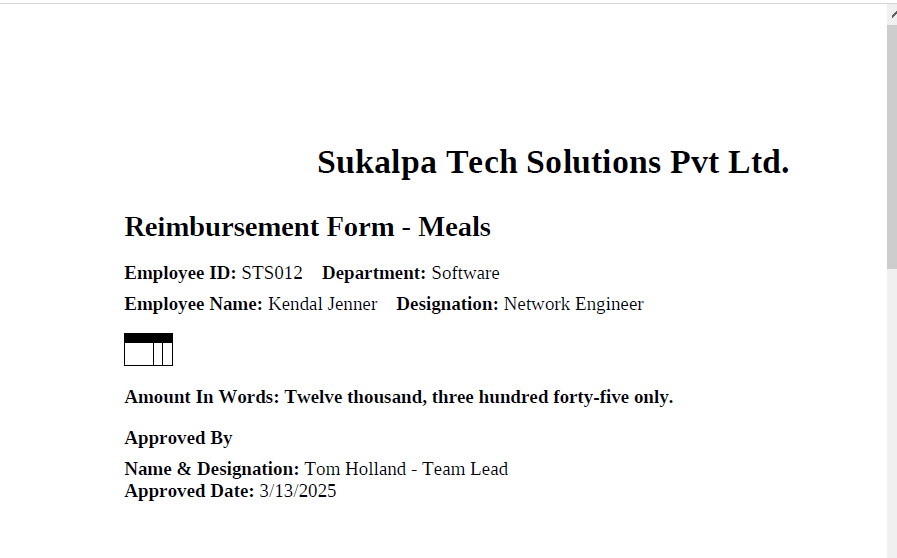 Sukalpa Tech Solutions Pvt Ltd.
Reimbursement Form - Meals
Employee ID: STS012 Department: Software
Employee Name: Kendal Jenner Designation: Network Engineer
Amount In Words: Twelve thousand, three hundred forty-five only.
Approved By
Name & Designation: Tom Holland - Team Lead
Approved Date: 3/13/2025